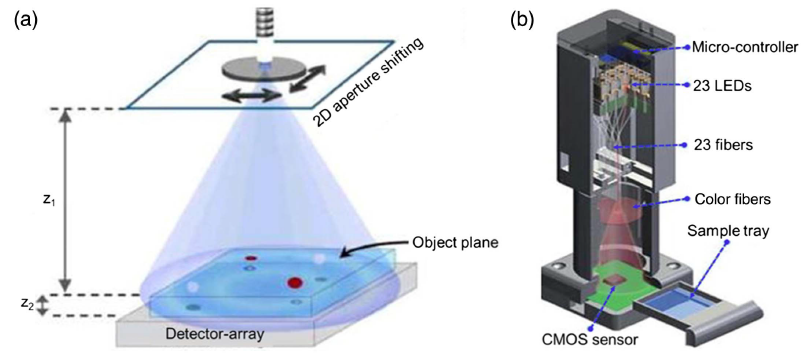 (a)
2D aperture shifting
z1
Object plane
z2
Detector-array
(b)
Micro-controller
23 LEDs
23 fibers
Color fibers
Sample tray
CMOS sensor